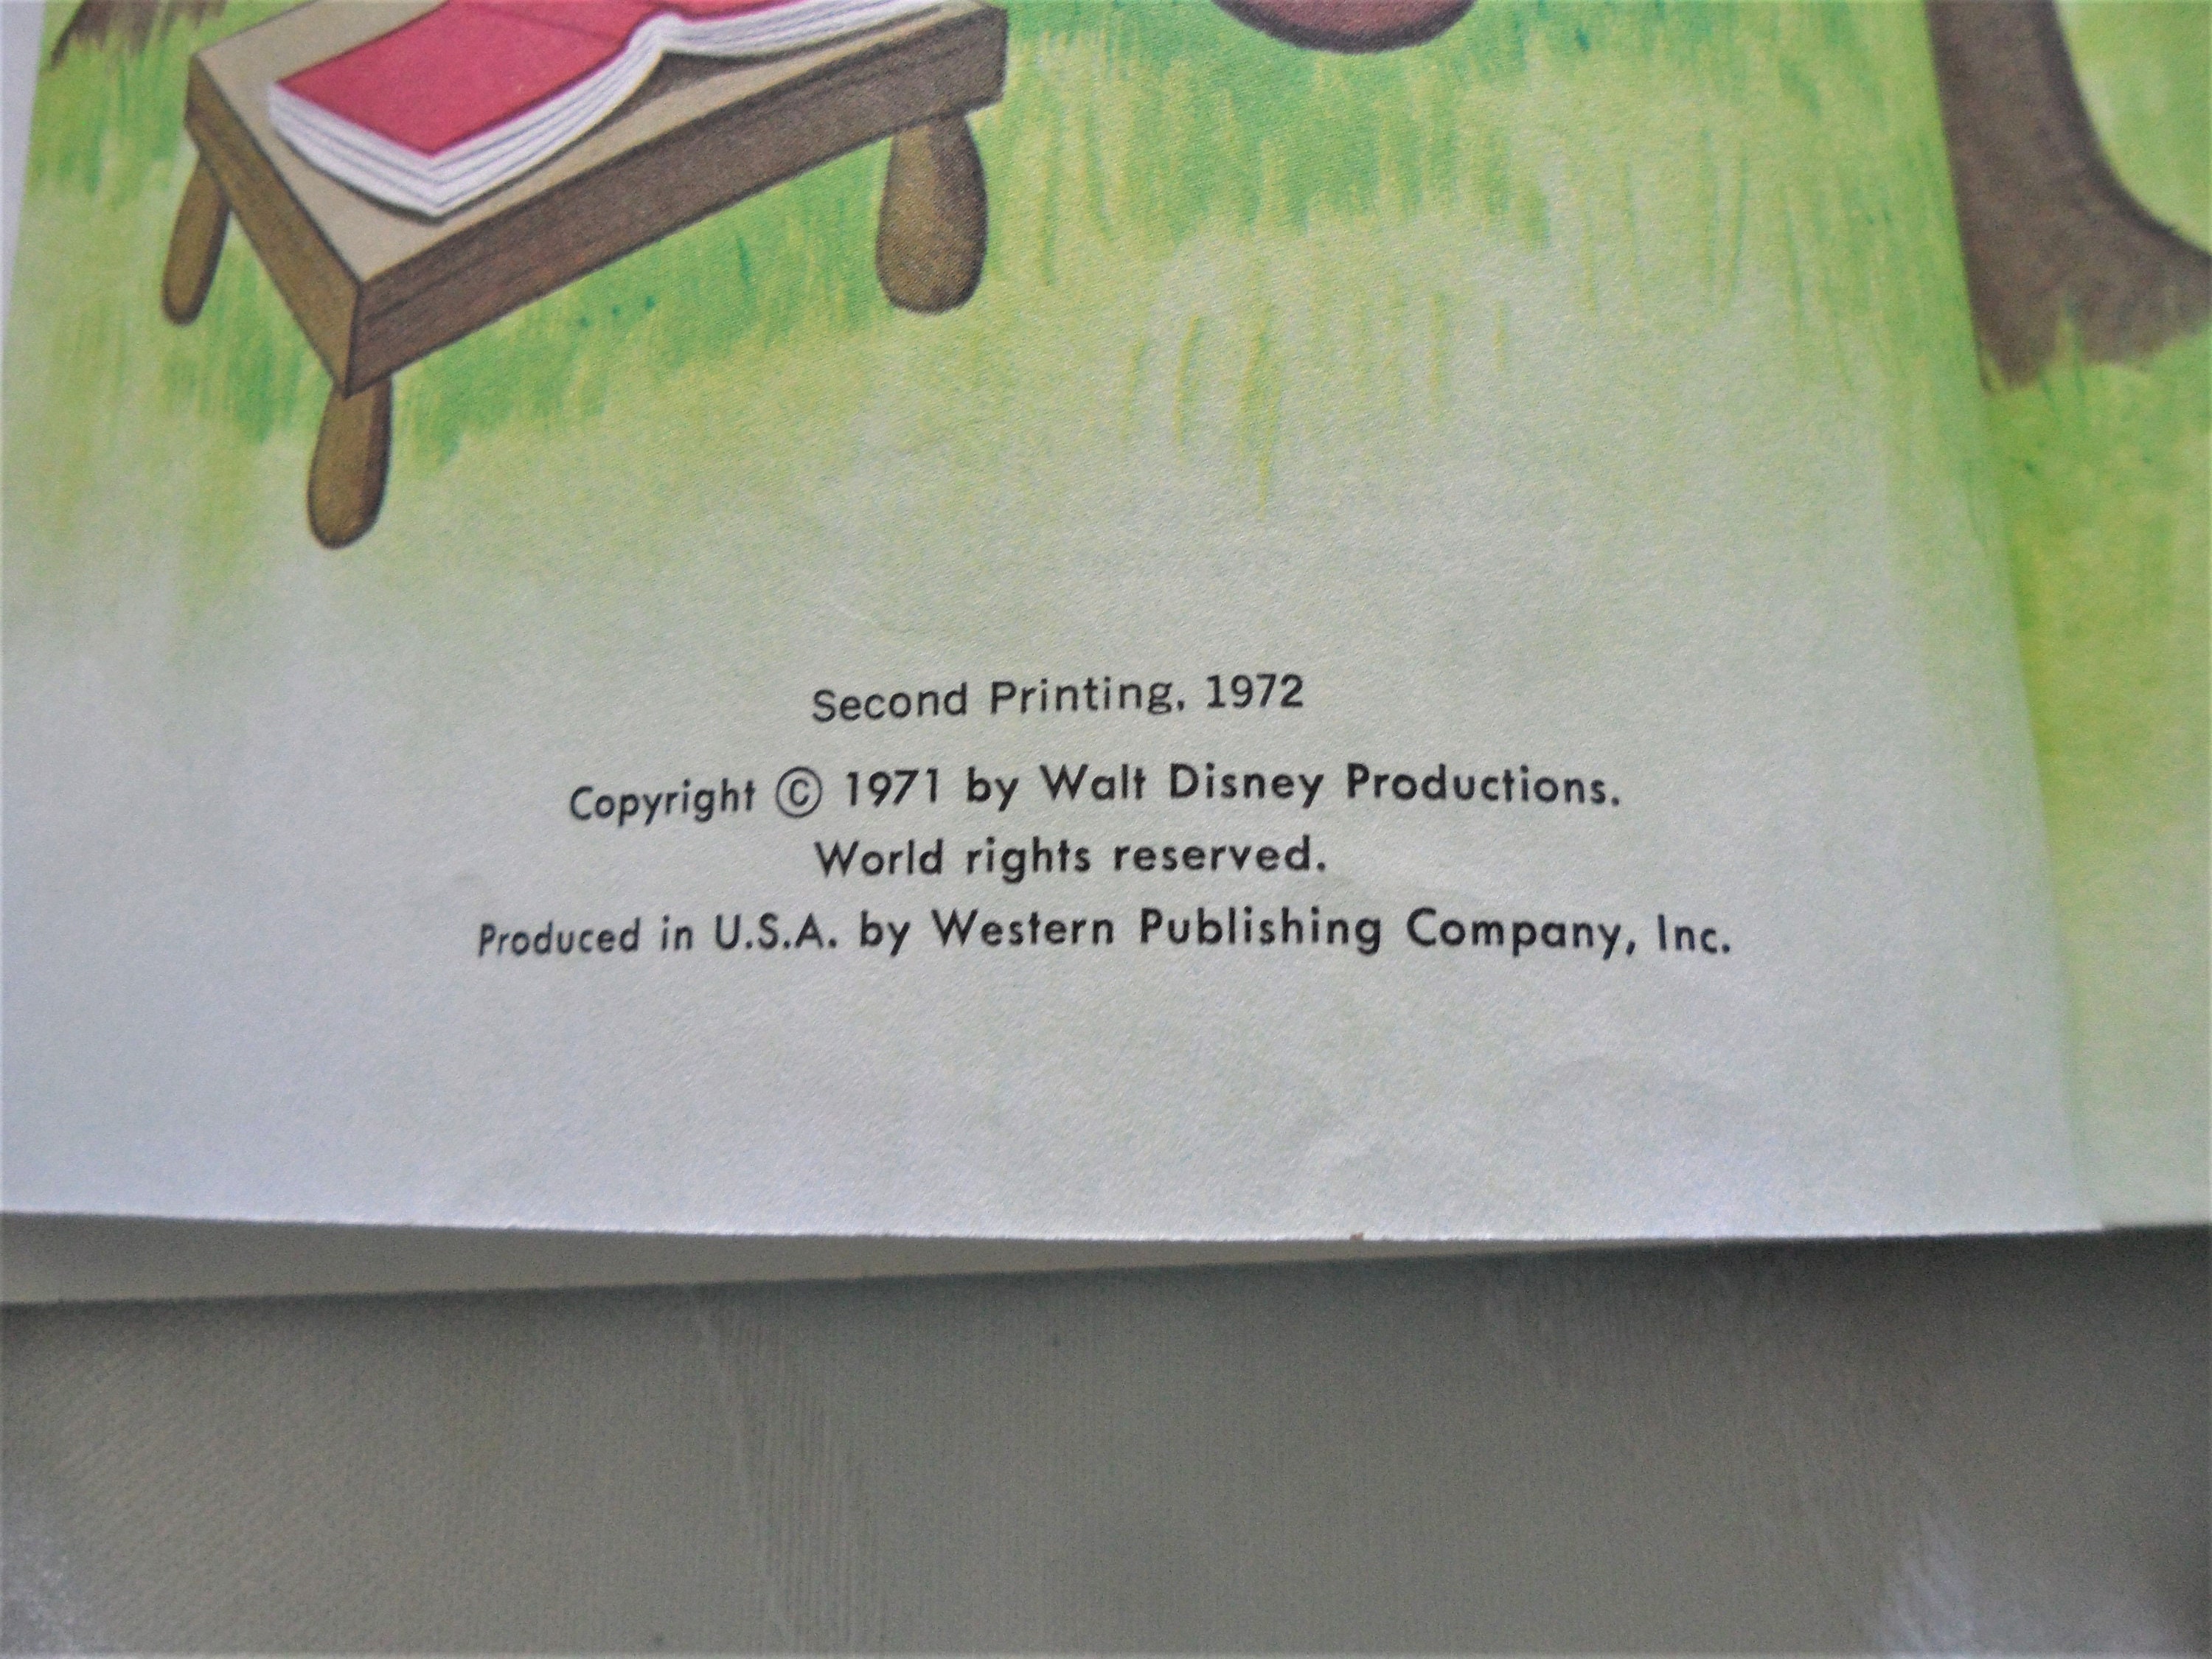 Second Printing, 1972
Copyright © 1971 by Walt Disney Productions.
World rights reserved.
Produced in U.S.A. by Western Publishing Company, Inc.